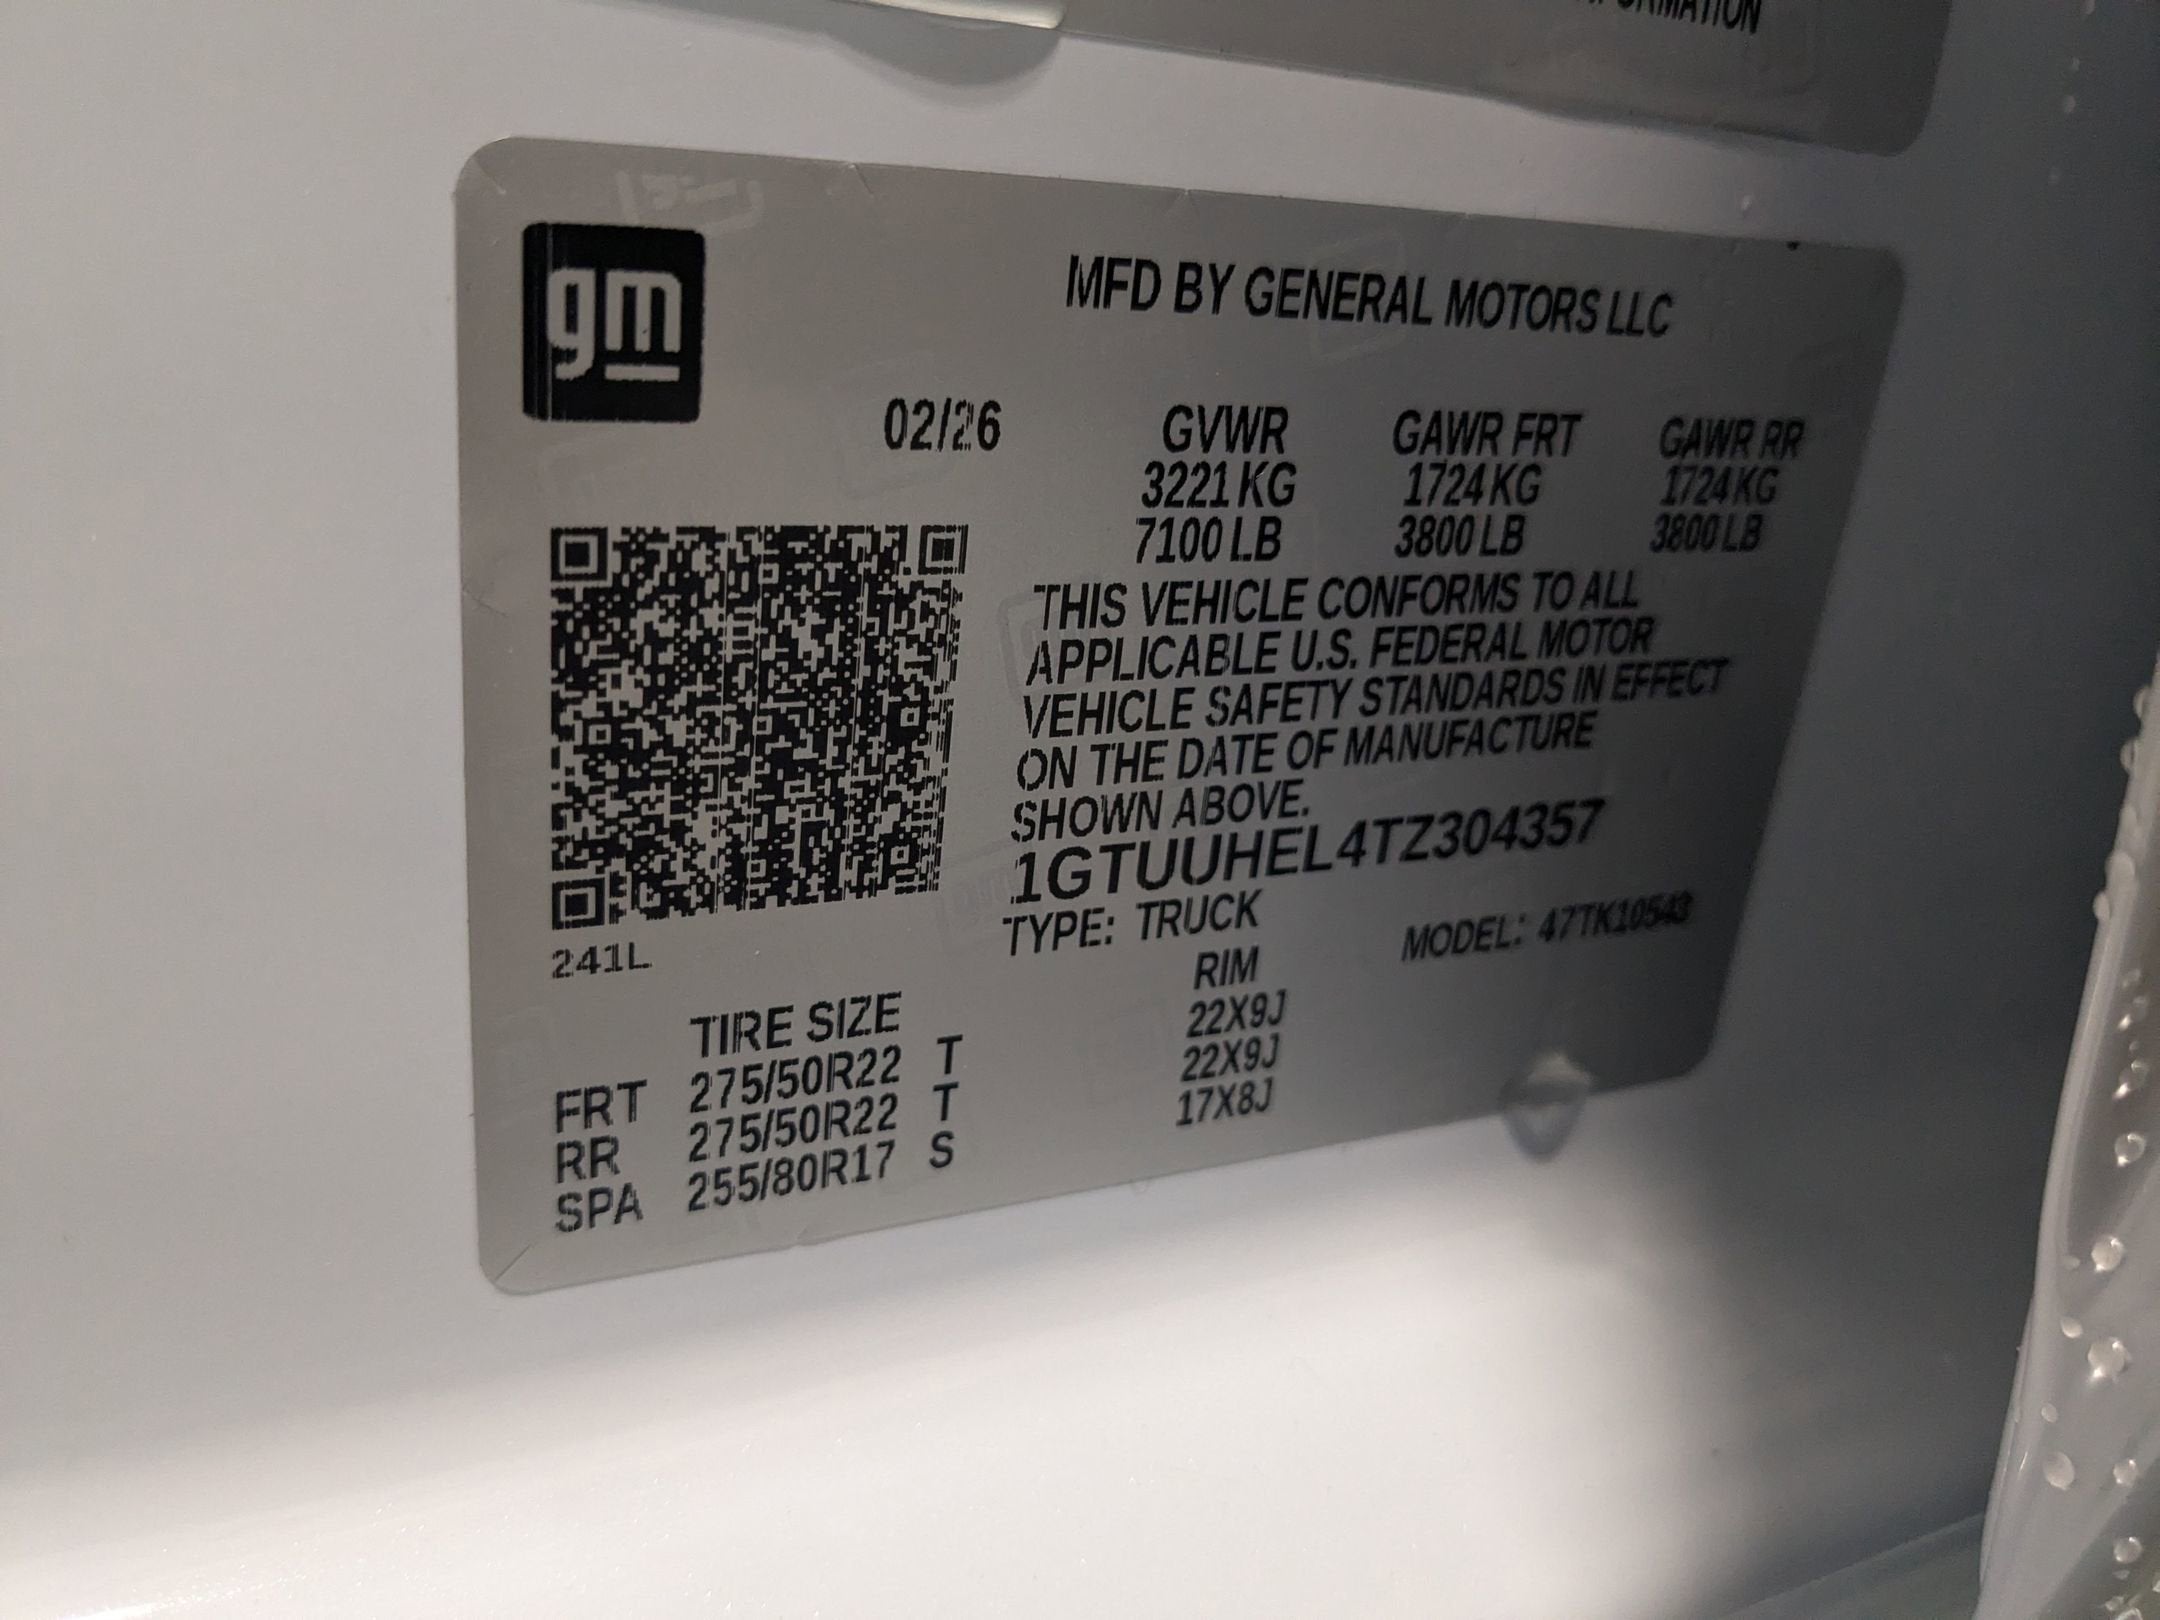 INFORMATION
gm
MFD BY GENERAL MOTORS LLC
02/26 GVWR GAWR FRT GAWR RR
3221 KG 1724 KG 1724 KG
7100 LB 3800 LB 3800 LB
THIS VEHICLE CONFORMS TO ALL
APPLICABLE U.S. FEDERAL MOTOR
VEHICLE SAFETY STANDARDS IN EFFECT
ON THE DATE OF MANUFACTURE
SHOWN ABOVE.
1GTUUHEL4TZ304357
TYPE: TRUCK MODEL: 47TK10543
241L
TIRE SIZE RIM
FRT 275/50R22 T 22X9J
RR 275/50R22 T 22X9J
SPA 255/80R17 S 17X8J